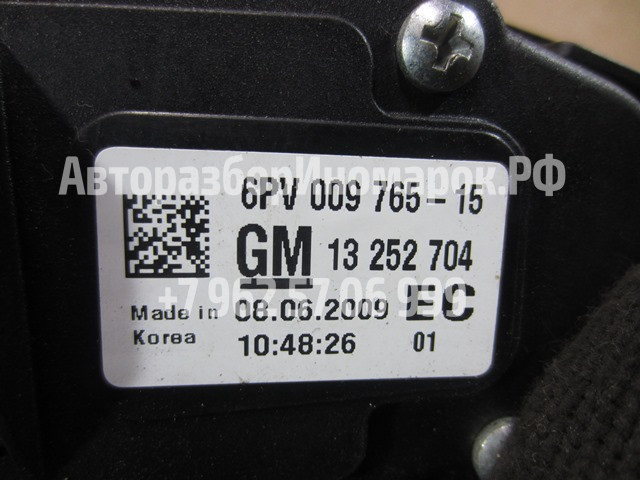 6PV 009 765-15
АвторазборИномарок.РФ
GM 13 252 704
Made in 08.06.2009 EC
Korea 10:48:26 01